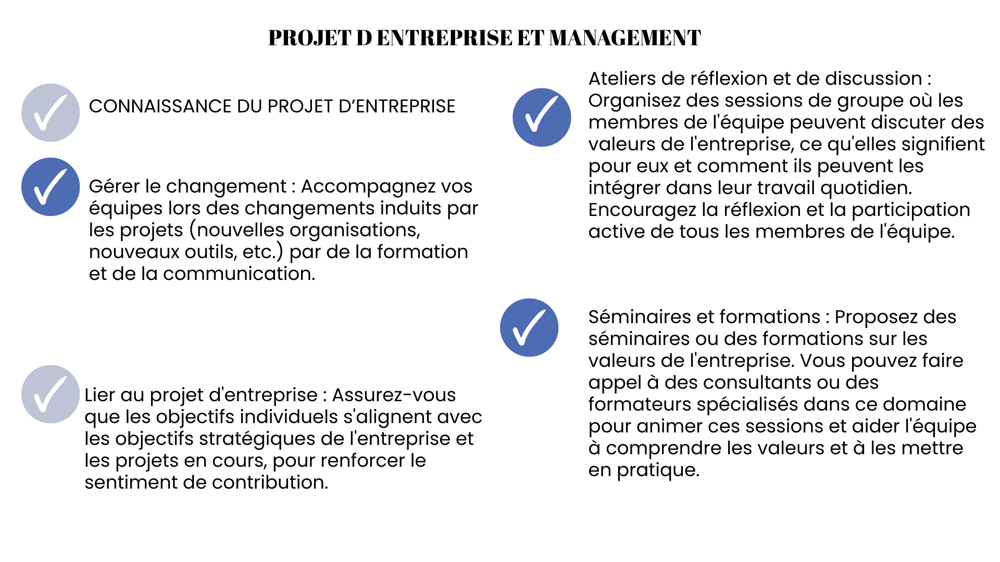 PROJET D ENTREPRISE ET MANAGEMENT
CONNAISSANCE DU PROJET D’ENTREPRISE
Gérer le changement : Accompagnez vos
équipes lors des changements induits par
les projets (nouvelles organisations,
nouveaux outils, etc.) par de la formation
et de la communication.
Lier au projet d'entreprise : Assurez-vous
que les objectifs individuels s'alignent avec
les objectifs stratégiques de l'entreprise et
les projets en cours, pour renforcer le
sentiment de contribution.
Ateliers de réflexion et de discussion :
Organisez des sessions de groupe où les
membres de l'équipe peuvent discuter des
valeurs de l'entreprise, ce qu'elles signifient
pour eux et comment ils peuvent les
intégrer dans leur travail quotidien.
Encouragez la réflexion et la participation
active de tous les membres de l'équipe.
Séminaires et formations : Proposez des
séminaires ou des formations sur les
valeurs de l'entreprise. Vous pouvez faire
appel à des consultants ou des
formateurs spécialisés dans ce domaine
pour animer ces sessions et aider l'équipe
à comprendre les valeurs et à les mettre
en pratique.